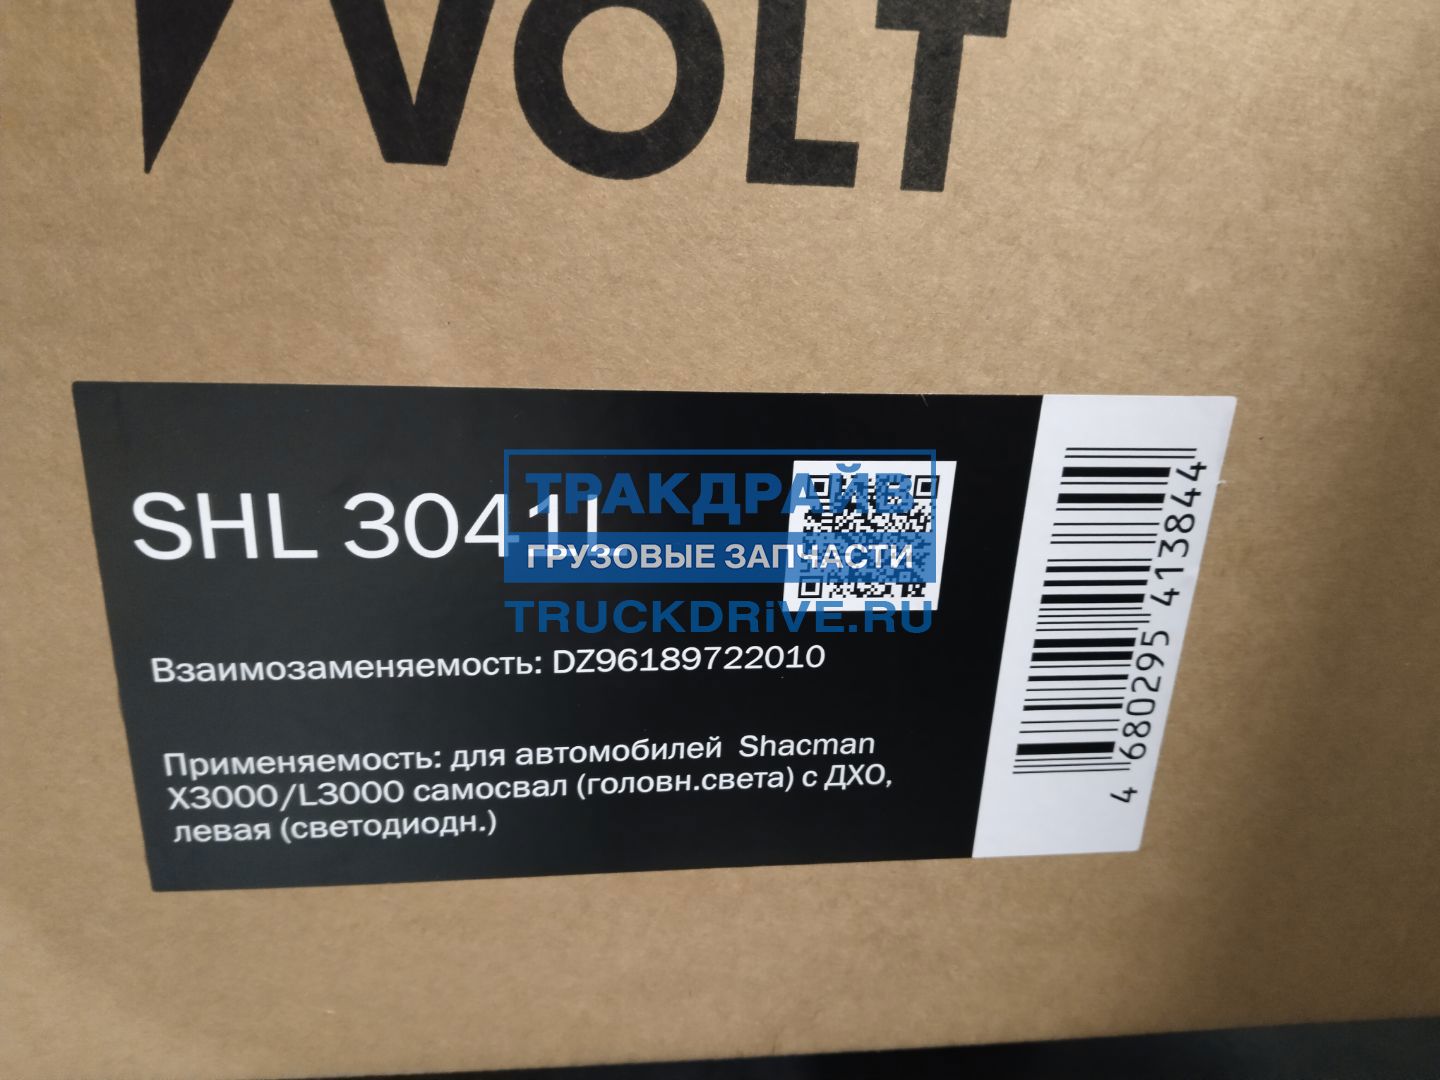 VOLT
SHL 3041L
ТРАКДРАЙВ
ГРУЗОВЫЕ ЗАПЧАСТИ
TRUCKDRiVE.RU
Взаимозаменяемость: DZ96189722010
Применяемость: для автомобилей Shacman
X3000/L3000 самосвал (головн.света) с ДХО,
левая (светодиодн.)
4 680295 413844